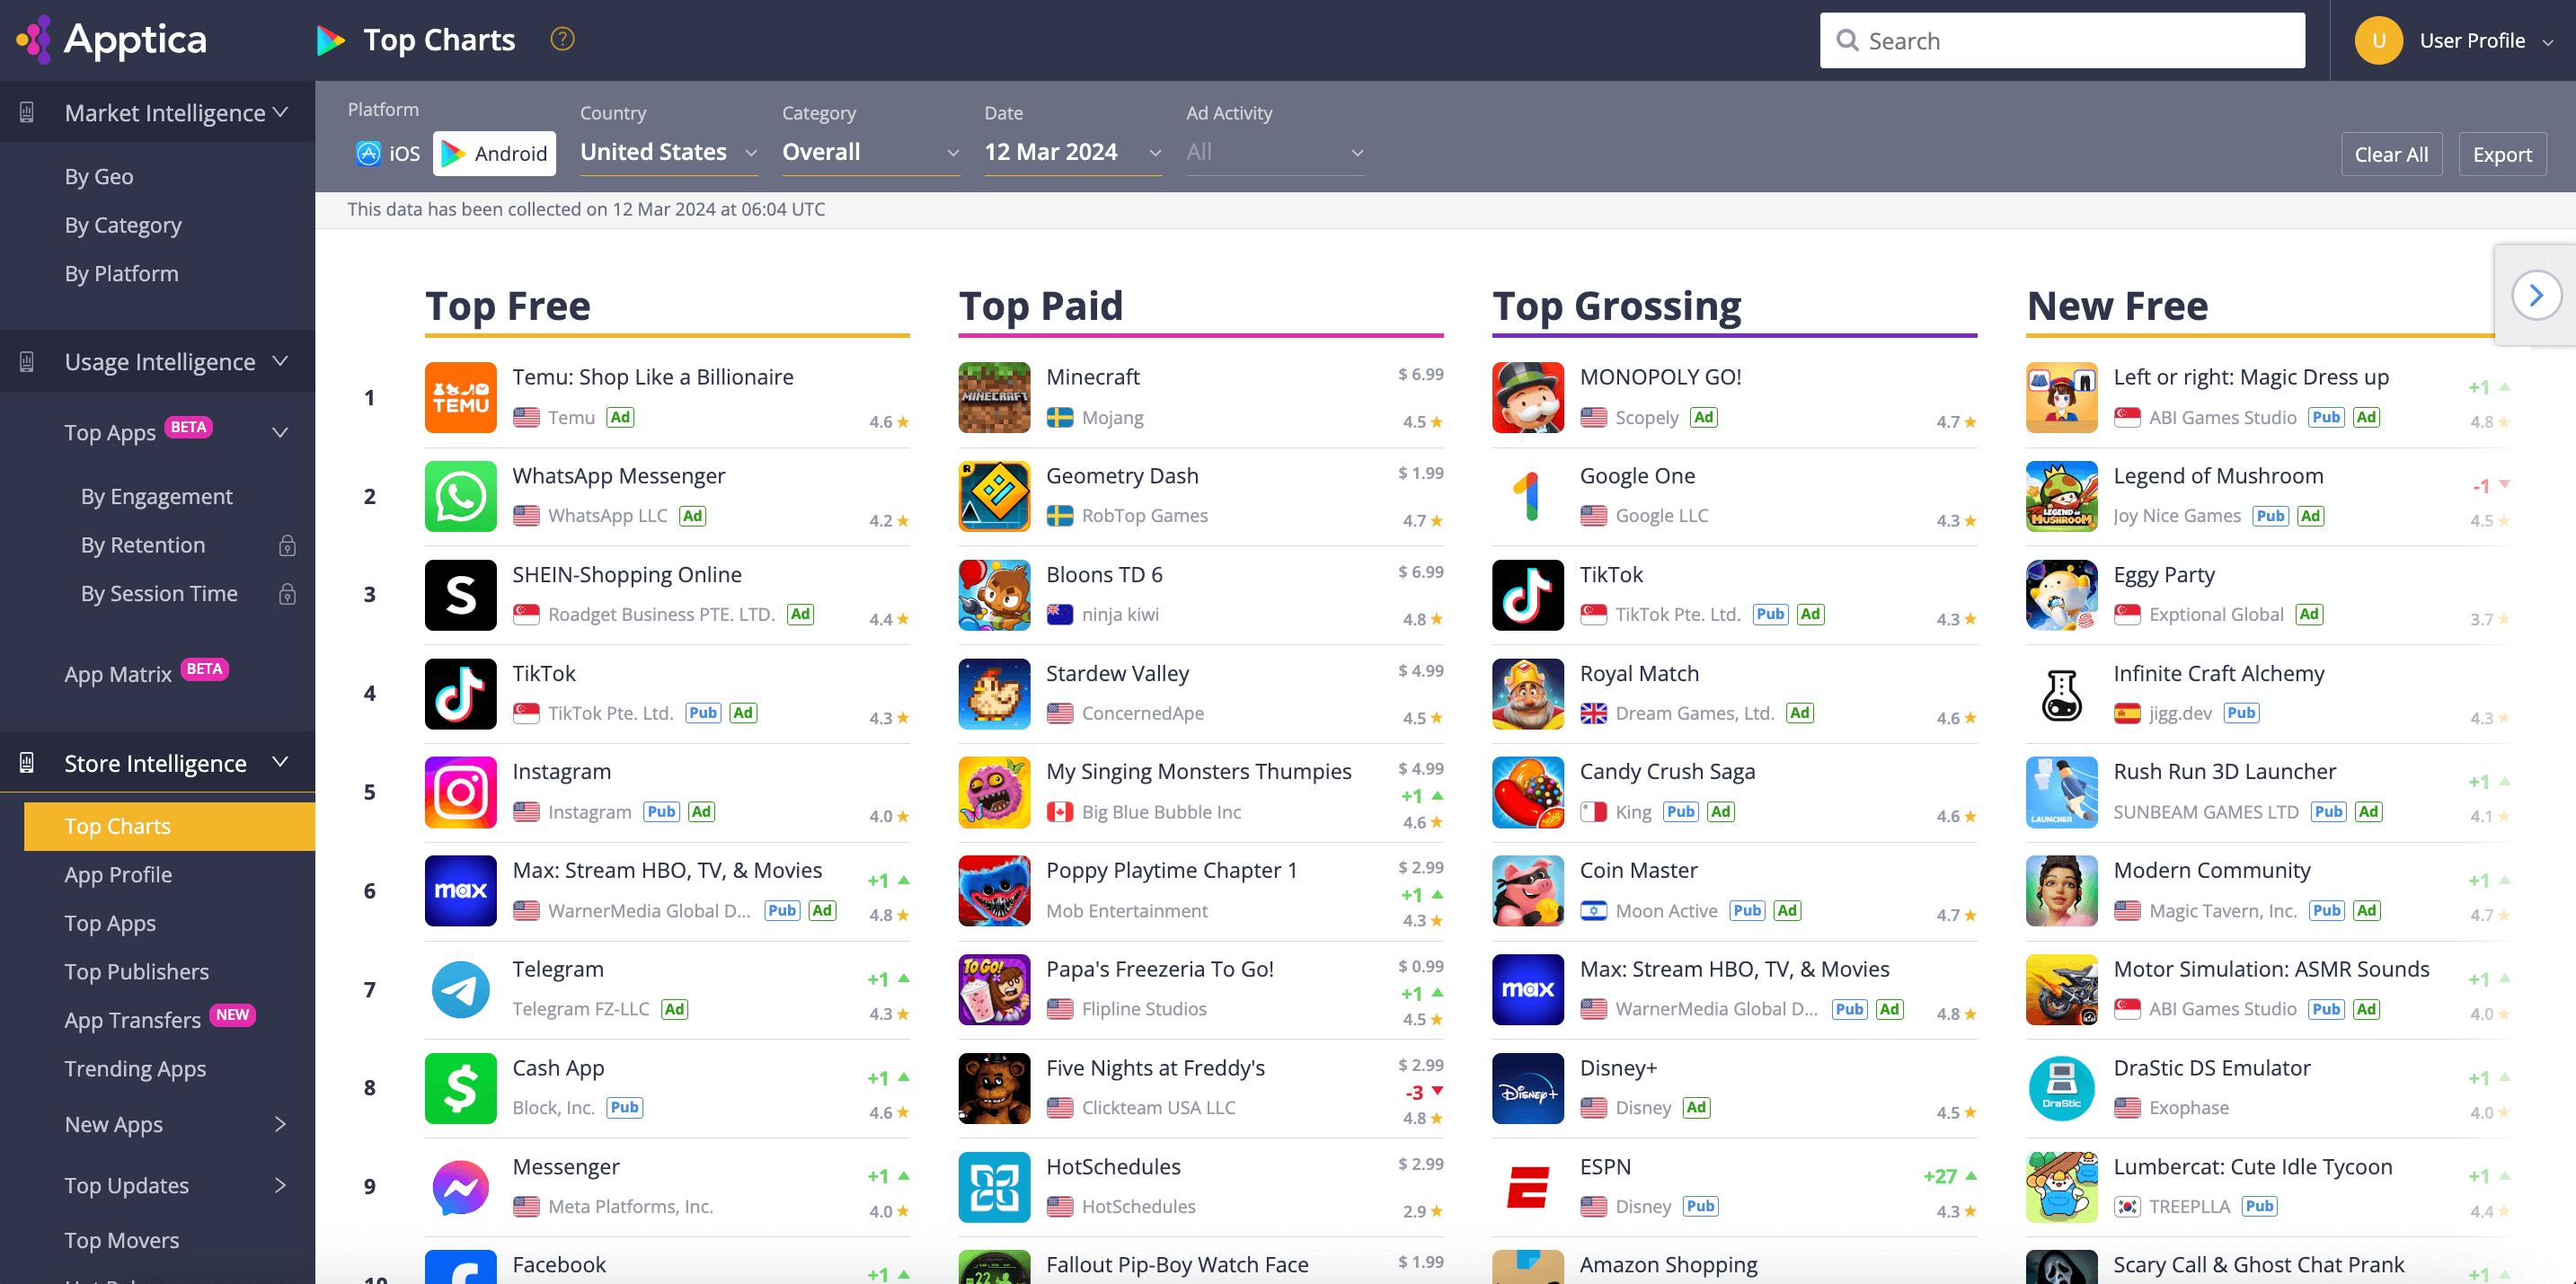 Apptica
Top Charts
?
Search
U
User Profile
Market Intelligence
By Geo
By Category
By Platform
Usage Intelligence
Top Apps BETA
By Engagement
By Retention
By Session Time
App Matrix BETA
Store Intelligence
Top Charts
App Profile
Top Apps
Top Publishers
App Transfers NEW
Trending Apps
New Apps
Top Updates
Top Movers
Platform
iOS
Android
Country
United States
Category
Overall
Date
12 Mar 2024
Ad Activity
All
Clear All
Export
This data has been collected on 12 Mar 2024 at 06:04 UTC
Top Free
1
TEMU
Temu: Shop Like a Billionaire
Temu Ad
4.6
2
WhatsApp Messenger
WhatsApp LLC Ad
4.2
3
S
SHEIN-Shopping Online
Roadget Business PTE. LTD. Ad
4.4
4
TikTok
TikTok Pte. Ltd. Pub Ad
4.3
5
Instagram
Instagram Pub Ad
4.0
6
max
Max: Stream HBO, TV, & Movies
+1
WarnerMedia Global D... Pub Ad
4.8
7
Telegram
+1
Telegram FZ-LLC Ad
4.3
8
$
Cash App
+1
Block, Inc. Pub
4.6
9
Messenger
+1
Meta Platforms, Inc.
4.0
10
Facebook
+1
Top Paid
MINECRAFT
Minecraft
$ 6.99
Mojang
4.5
R
Geometry Dash
$ 1.99
RobTop Games
4.7
Bloons TD 6
$ 6.99
ninja kiwi
4.8
Stardew Valley
$ 4.99
ConcernedApe
4.5
My Singing Monsters Thumpies
$ 4.99
+1
Big Blue Bubble Inc
4.6
Poppy Playtime Chapter 1
$ 2.99
+1
Mob Entertainment
4.3
TO GO!
Papa's Freezeria To Go!
$ 0.99
+1
Flipline Studios
4.5
Five Nights at Freddy's
$ 2.99
-3
Clickteam USA LLC
4.8
HotSchedules
$ 2.99
HotSchedules
2.9
22
Fallout Pip-Boy Watch Face
$ 1.99
Top Grossing
MONOPOLY GO!
Scopely Ad
4.7
1
Google One
Google LLC
4.3
TikTok
TikTok Pte. Ltd. Pub Ad
4.3
Royal Match
Dream Games, Ltd. Ad
4.6
King
Candy Crush Saga
King Pub Ad
4.6
Coin Master
Moon Active Pub Ad
4.7
max
Max: Stream HBO, TV, & Movies
WarnerMedia Global D... Pub Ad
4.8
Disney+
Disney+
Disney Ad
4.5
E
ESPN
+27
Disney Pub
4.3
Amazon Shopping
New Free
Left or right: Magic Dress up
+1
ABI Games Studio Pub Ad
4.8
LEGEND OF MUSHROOM
Legend of Mushroom
-1
Joy Nice Games Pub Ad
4.5
Eggy Party
Exptional Global Ad
3.7
Infinite Craft Alchemy
jigg.dev Pub
4.3
LAUNCHER
Rush Run 3D Launcher
+1
SUNBEAM GAMES LTD Pub Ad
4.1
Modern Community
+1
Magic Tavern, Inc. Pub Ad
4.7
Motor Simulation: ASMR Sounds
+1
ABI Games Studio Pub Ad
4.0
DraStic
DraStic DS Emulator
+1
Exophase
4.0
Lumbercat: Cute Idle Tycoon
+1
TREEPLLA Pub
4.4
Scary Call & Ghost Chat Prank
+1